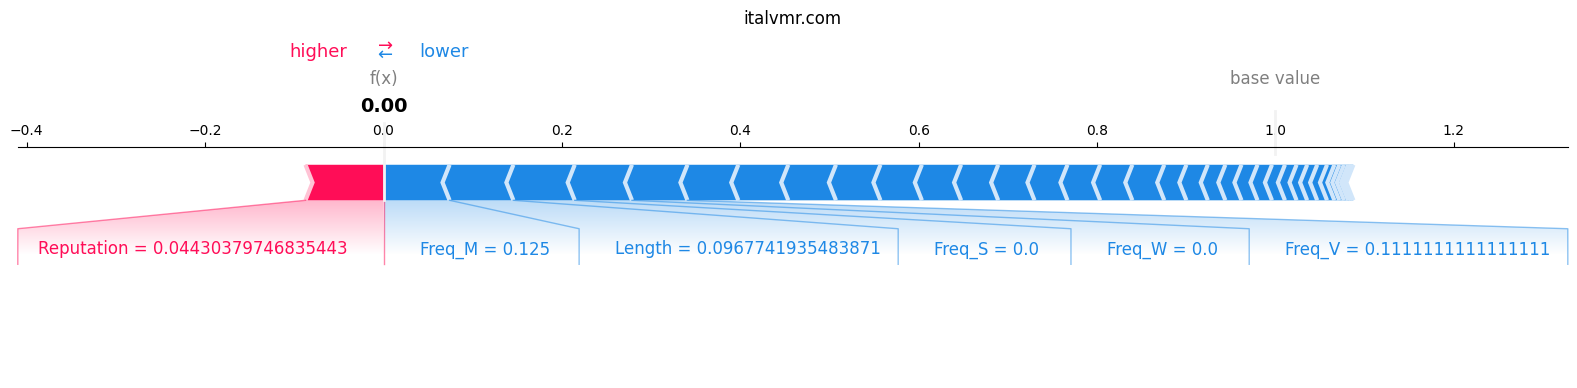 italvmr.com
higher ⇄ lower
f(x) base value
0.00
−0.4 −0.2 0.0 0.2 0.4 0.6 0.8 1.0 1.2
Reputation = 0.04430379746835443 Freq_M = 0.125 Length = 0.0967741935483871 Freq_S = 0.0 Freq_W = 0.0 Freq_V = 0.1111111111111111